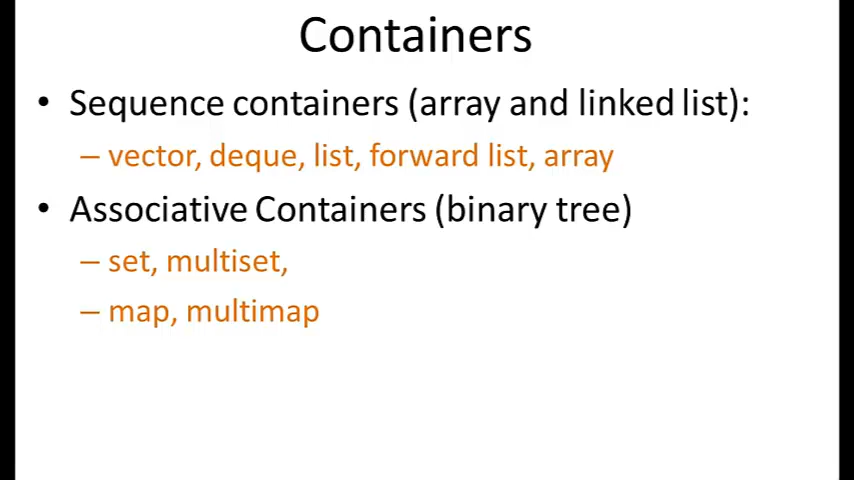 Containers
• Sequence containers (array and linked list):
– vector, deque, list, forward list, array
• Associative Containers (binary tree)
– set, multiset,
– map, multimap